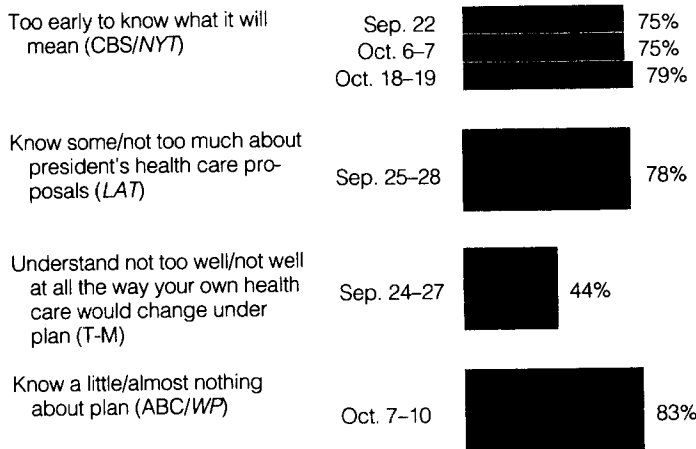 Too early to know what it will
mean (CBS/NYT)
Sep. 22 75%
Oct. 6–7 75%
Oct. 18–19 79%
Know some/not too much about
president's health care pro-
posals (LAT)
Sep. 25–28 78%
Understand not too well/not well
at all the way your own health
care would change under
plan (T-M)
Sep. 24–27 44%
Know a little/almost nothing
about plan (ABC/WP)
Oct. 7–10 83%